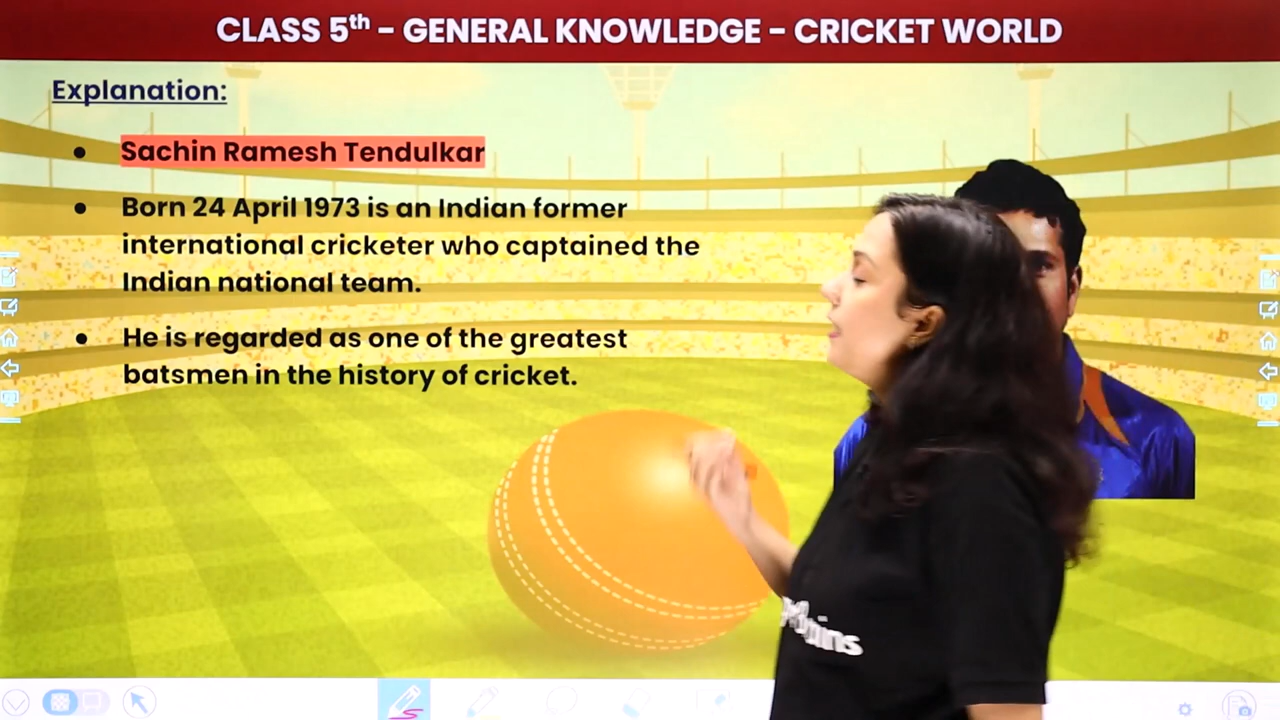 CLASS 5th - GENERAL KNOWLEDGE - CRICKET WORLD
Explanation:
• Sachin Ramesh Tendulkar
• Born 24 April 1973 is an Indian former
international cricketer who captained the
Indian national team.
• He is regarded as one of the greatest
batsmen in the history of cricket.